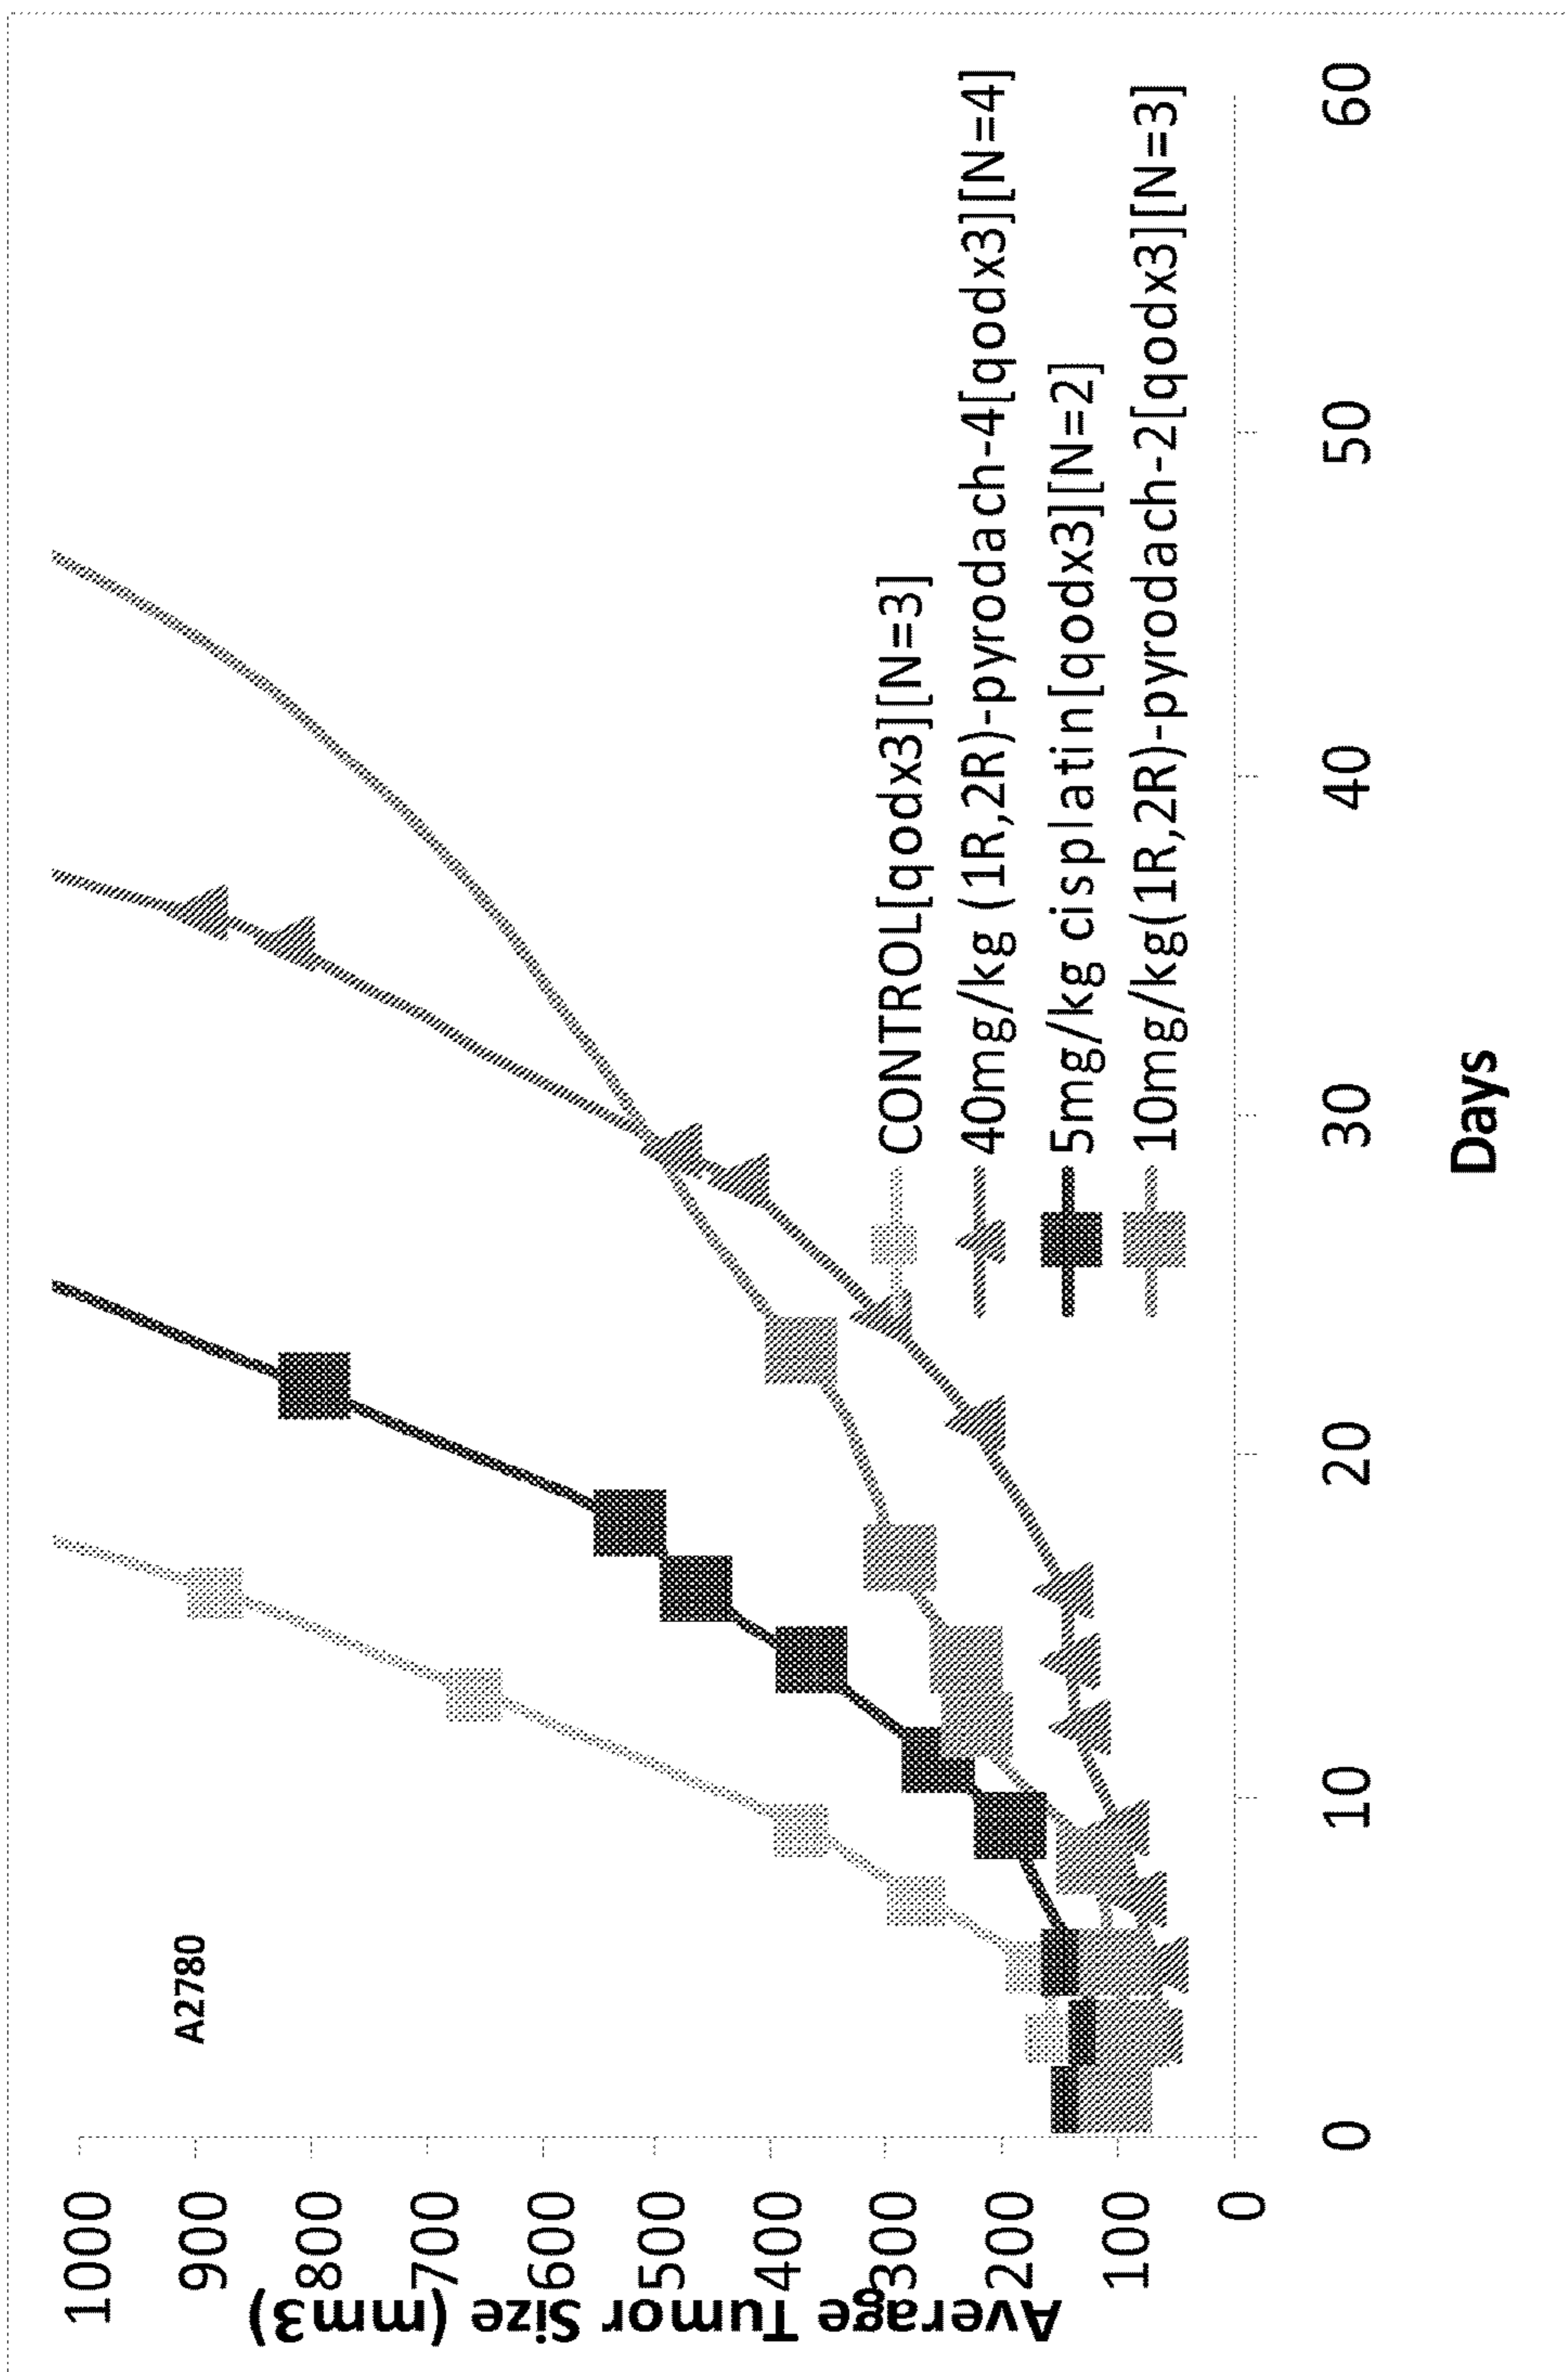 A2780
Average Tumor Size (mm3)
1000
900
800
700
600
500
400
300
200
100
0
CONTROL[qodx3][N=3]
40mg/kg (1R,2R)-pyrodach-4[qodx3][N=4]
5mg/kg cisplatin[qodx3][N=2]
10mg/kg(1R,2R)-pyrodach-2[qodx3][N=3]
0 10 20 30 40 50 60
Days